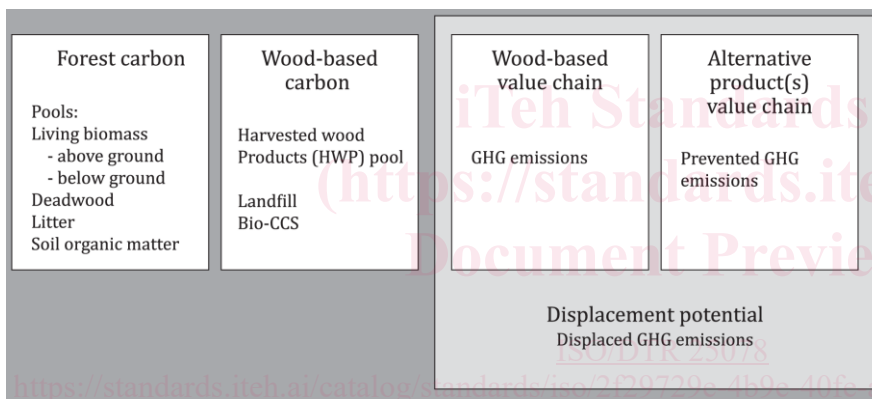 Forest carbon
Pools:
Living biomass
- above ground
- below ground
Deadwood
Litter
Soil organic matter
Wood-based
carbon
Harvested wood
Products (HWP) pool
Landfill
Bio-CCS
Wood-based
value chain
GHG emissions
Alternative
product(s)
value chain
Prevented GHG
emissions
Displacement potential
Displaced GHG emissions
iTeh Standards
(https://standards.ite
Document Previe
ISO/DTR 25078
https://standards.iteh.ai/catalog/standards/iso/2f29729e-4b9e-40fe-